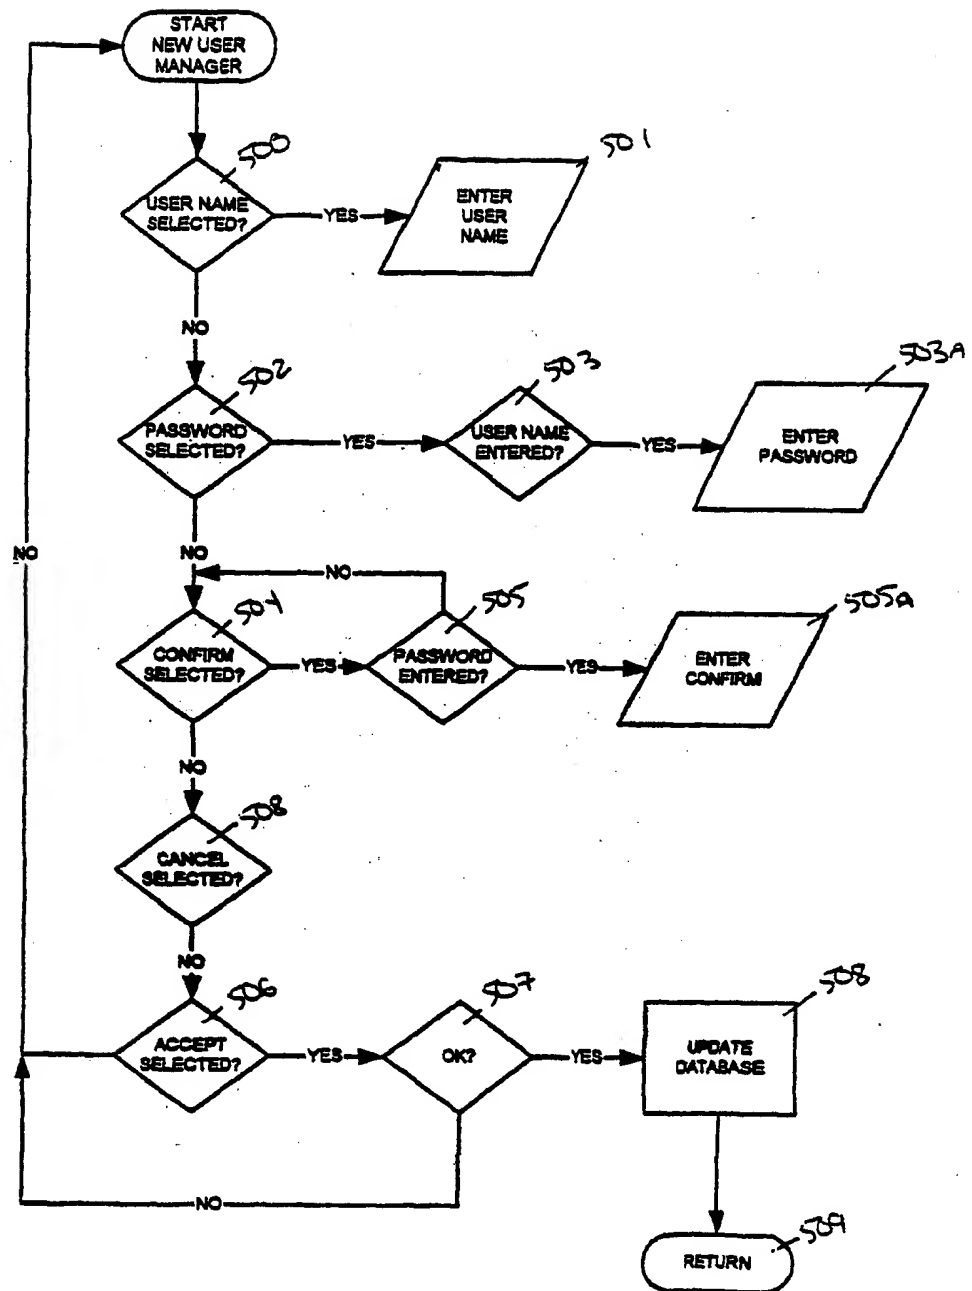 START
NEW USER
MANAGER
500
USER NAME
SELECTED?
YES
501
ENTER
USER
NAME
NO
502
PASSWORD
SELECTED?
YES
503
USER NAME
ENTERED?
YES
503A
ENTER
PASSWORD
NO
NO
NO
504
CONFIRM
SELECTED?
YES
505
PASSWORD
ENTERED?
YES
505A
ENTER
CONFIRM
NO
508
CANCEL
SELECTED?
NO
506
ACCEPT
SELECTED?
YES
507
OK?
YES
508
UPDATE
DATABASE
NO
509
RETURN